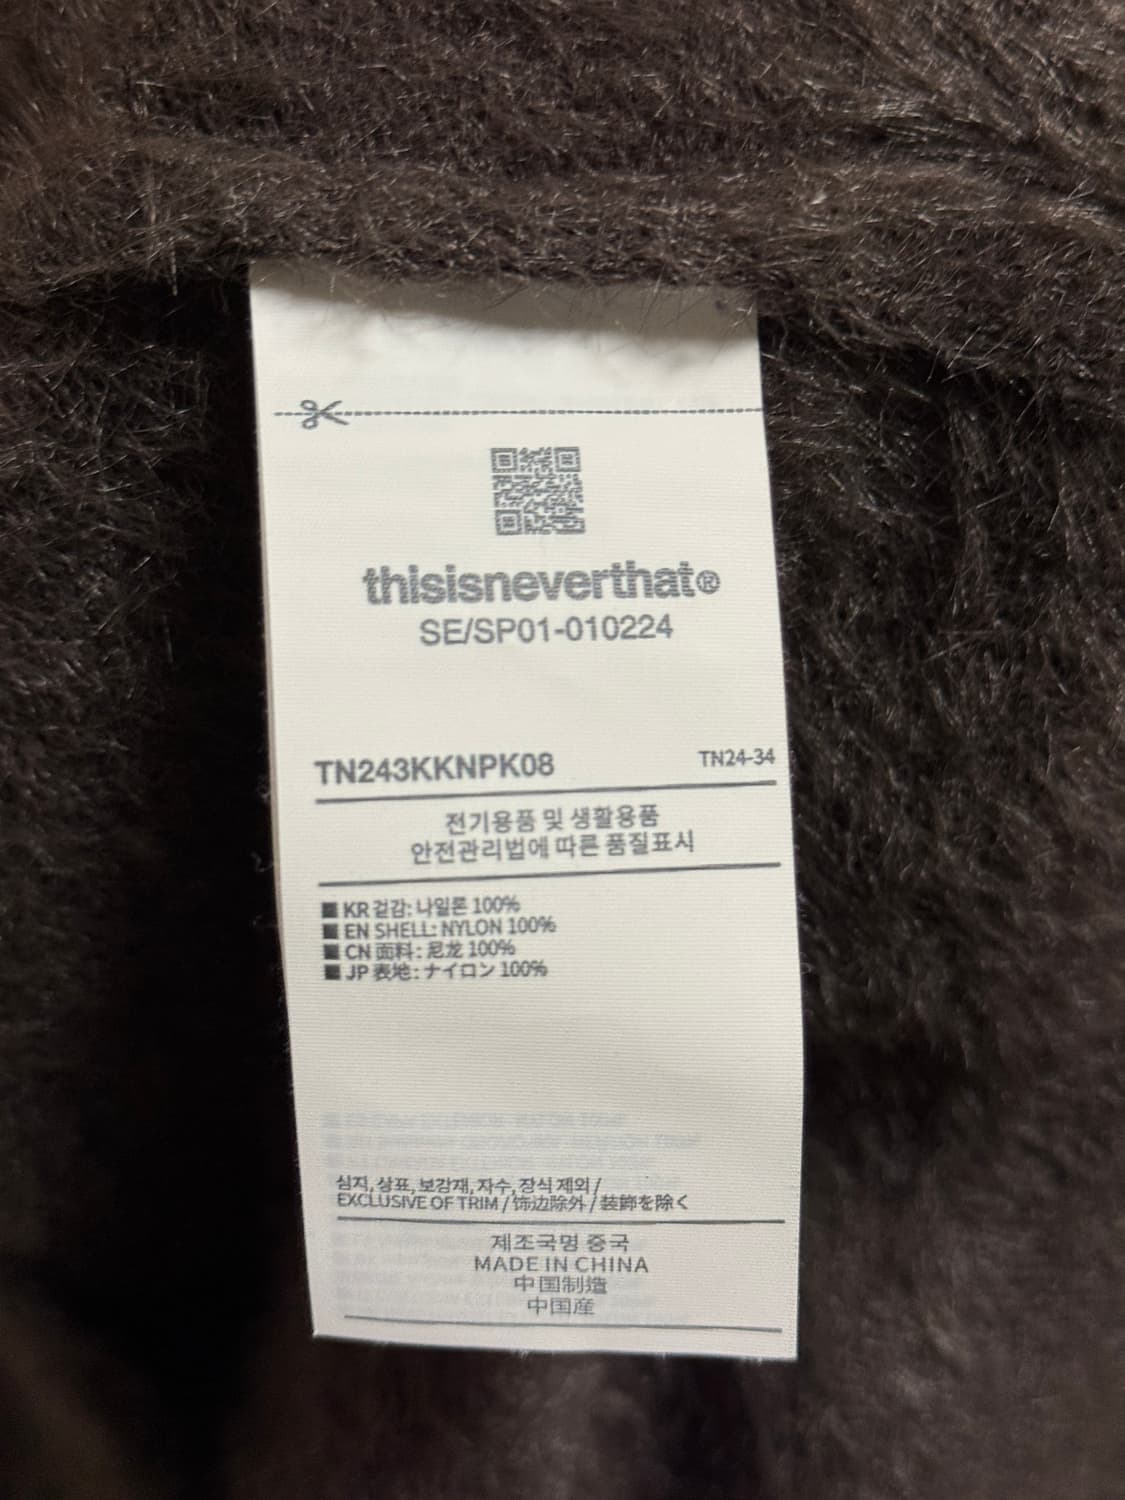 thisisneverthat®
SE/SP01-010224
TN243KKNPK08 TN24-34
전기용품 및 생활용품
안전관리법에 따른 품질표시
■ KR 겉감: 나일론 100%
■ EN SHELL: NYLON 100%
■ CN 面料: 尼龙 100%
■ JP 表地: ナイロン 100%
심지, 상표, 보강재, 자수, 장식 제외 /
EXCLUSIVE OF TRIM / 饰边除外 / 装飾を除く
제조국명 중국
MADE IN CHINA
中国制造
中国産